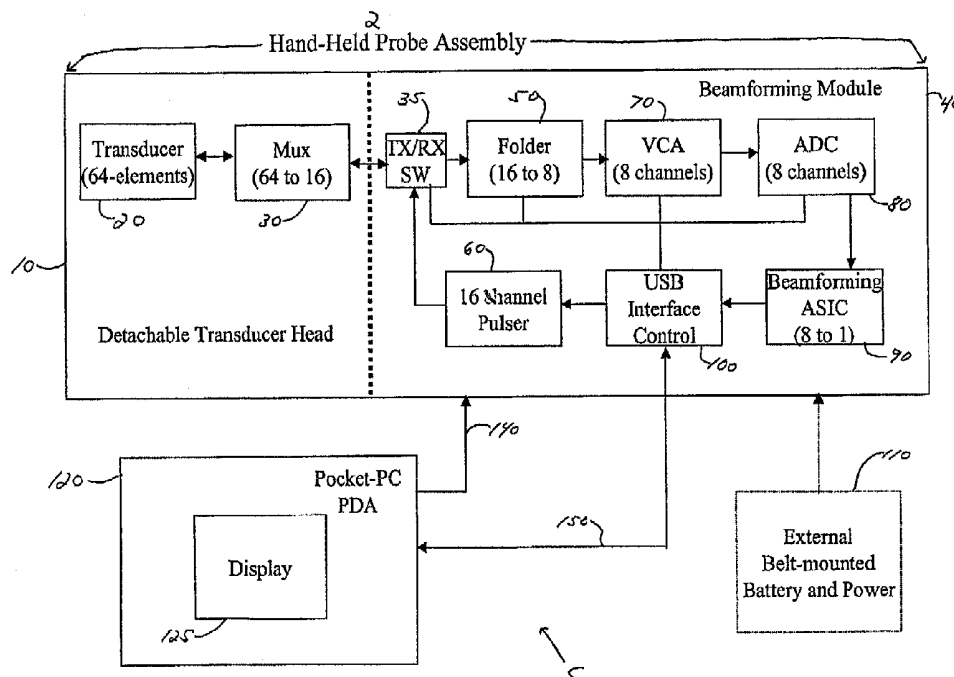 2
Hand-Held Probe Assembly
Beamforming Module
40
35
50
70
Transducer
(64-elements)
20
Mux
(64 to 16)
30
TX/RX
SW
Folder
(16 to 8)
VCA
(8 channels)
ADC
(8 channels)
80
10
60
16 Channel
Pulser
USB
Interface
Control
100
Beamforming
ASIC
(8 to 1)
90
Detachable Transducer Head
140
120
Pocket-PC
PDA
110
150
Display
125
External
Belt-mounted
Battery and Power
5